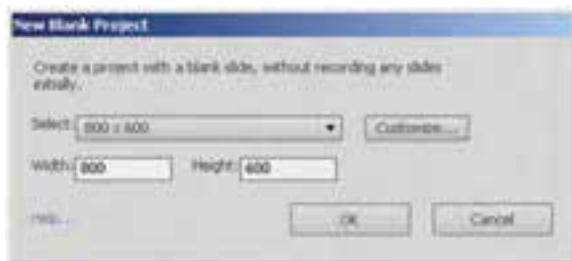 New Blank Project
Create a project with a blank slide, without recording any slides
initially.
Select: 800 x 600 Customize...
Width: 800 Height: 600
Help... OK Cancel